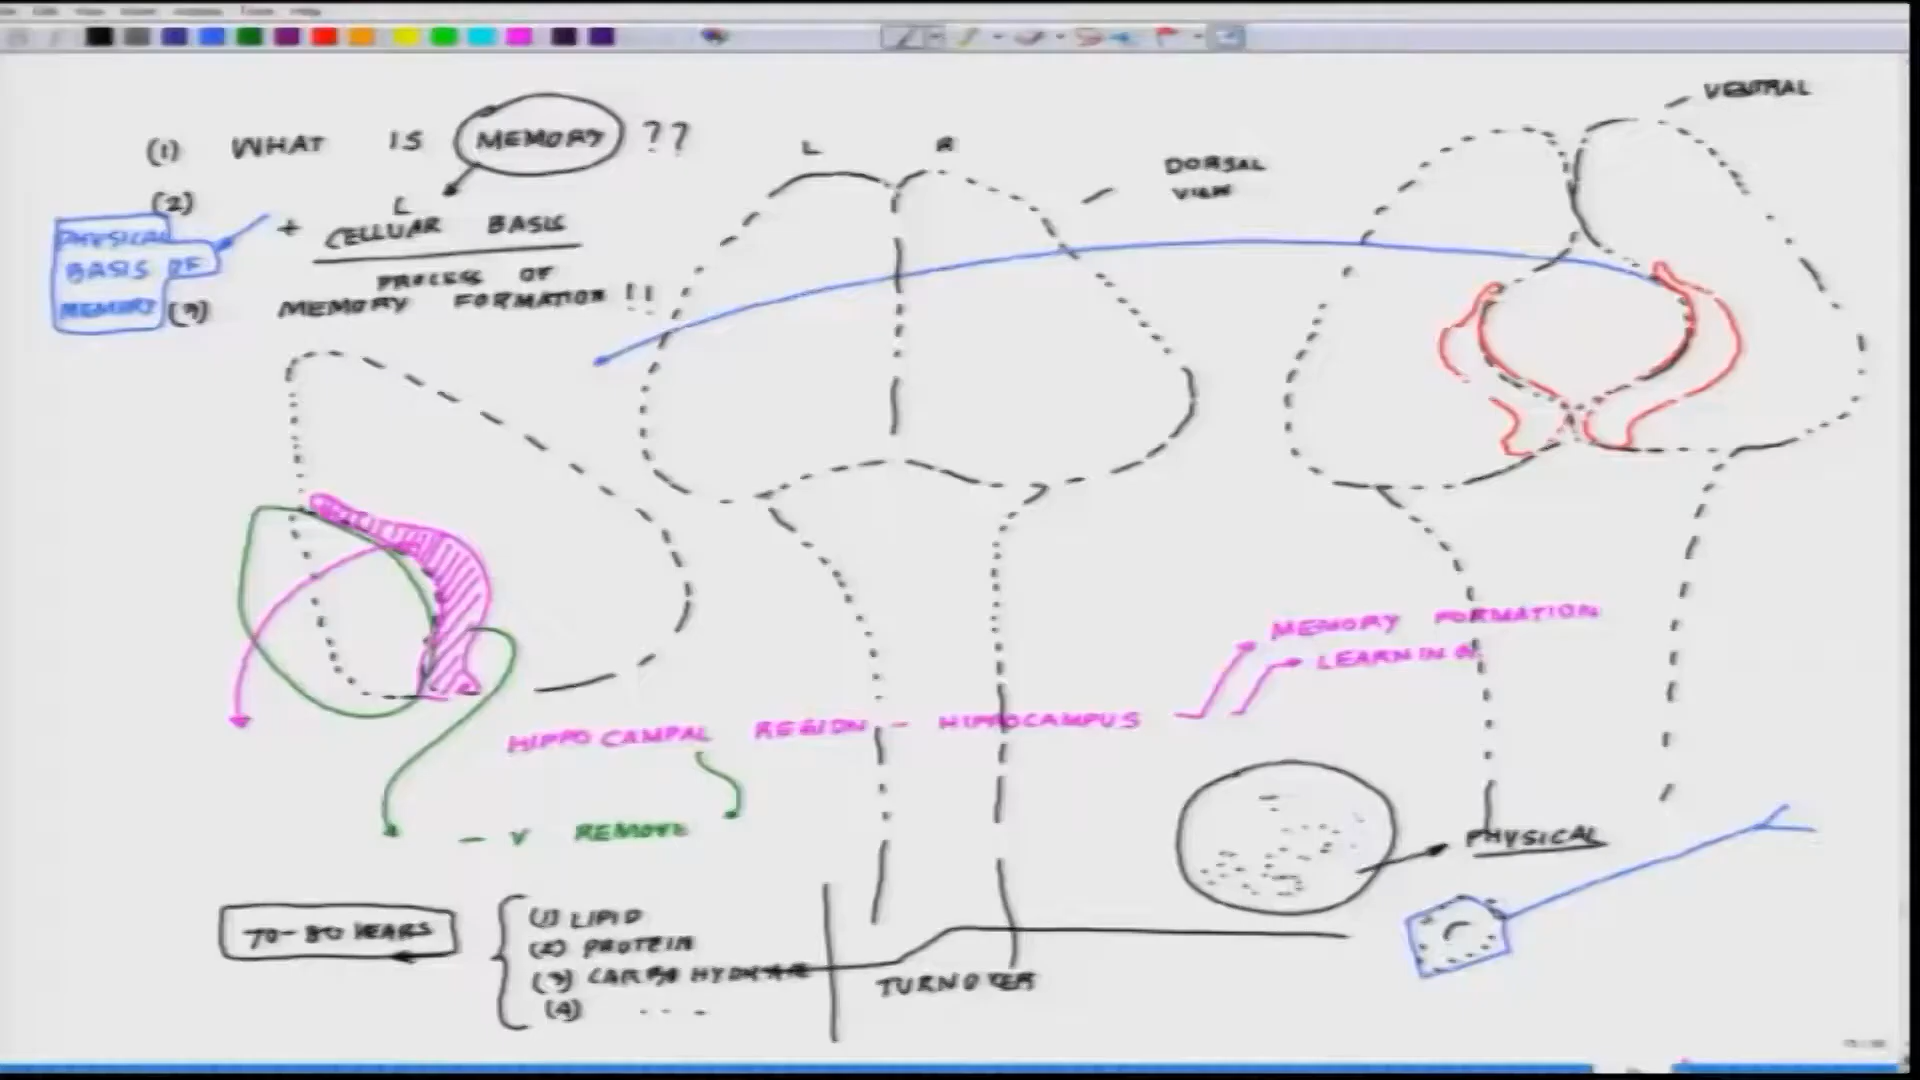 (1) WHAT IS MEMORY ??
(2)
+ CELLUAR BASIS
L
PROCESS OF
(3) MEMORY FORMATION !!
PHYSICAL
BASIS OF
MEMORY
L R
DORSAL
VIEW
VENTRAL
MEMORY FORMATION
LEARNING
HIPPOCAMPAL REGION - HIPPOCAMPUS
REMOVE
PHYSICAL
70-80 YEARS
(1) LIPID
(2) PROTEIN
(3) CARBOHYDRATE
(4) ....
TURNOVER